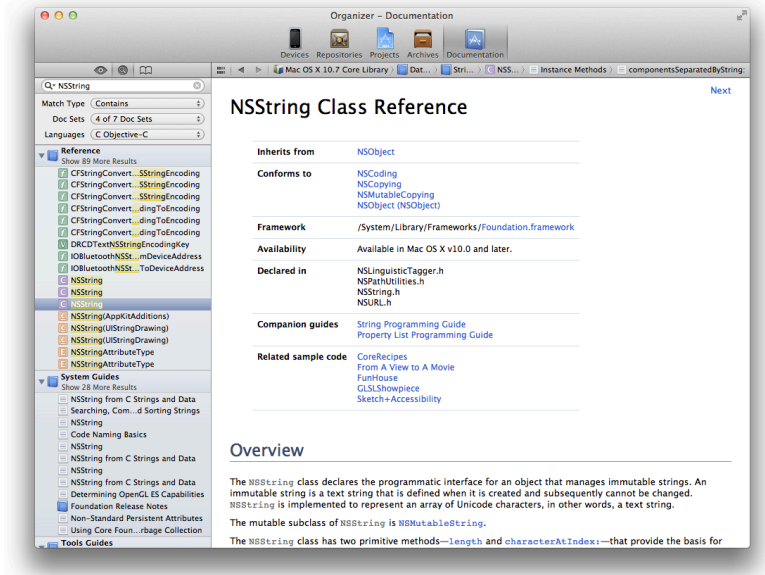 Organizer – Documentation
Devices Repositories Projects Archives Documentation
Mac OS X 10.7 Core Library Dat... Stri... C NSS... Instance Methods componentsSeparatedByString:
NSString
Match Type Contains
Doc Sets 4 of 7 Doc Sets
Languages C Objective-C
Reference
Show 89 More Results
f CFStringConvert...SStringEncoding
f CFStringConvert...SStringEncoding
f CFStringConvert...SStringEncoding
f CFStringConvert...dingToEncoding
f CFStringConvert...dingToEncoding
f CFStringConvert...dingToEncoding
V DRCDTextNSStringEncodingKey
f IOBluetoothNSSt...mDeviceAddress
f IOBluetoothNSSt...ToDeviceAddress
C NSString
C NSString
C NSString
C NSString(AppKitAdditions)
C NSString(UIStringDrawing)
C NSString(UIStringDrawing)
E NSStringAttributeType
E NSStringAttributeType
System Guides
Show 28 More Results
NSString from C Strings and Data
Searching, Com...d Sorting Strings
NSString
Code Naming Basics
NSString
NSString from C Strings and Data
NSString
NSString from C Strings and Data
Determining OpenGL ES Capabilities
Foundation Release Notes
Non-Standard Persistent Attributes
Using Core Foun...rbage Collection
Tools Guides
Next
NSString Class Reference
Inherits from NSObject
Conforms to NSCoding
NSCopying
NSMutableCopying
NSObject (NSObject)
Framework /System/Library/Frameworks/Foundation.framework
Availability Available in Mac OS X v10.0 and later.
Declared in NSLinguisticTagger.h
NSPathUtilities.h
NSString.h
NSURL.h
Companion guides String Programming Guide
Property List Programming Guide
Related sample code CoreRecipes
From A View to A Movie
FunHouse
GLSLShowpiece
Sketch+Accessibility
Overview
The NSString class declares the programmatic interface for an object that manages immutable strings. An
immutable string is a text string that is defined when it is created and subsequently cannot be changed.
NSString is implemented to represent an array of Unicode characters, in other words, a text string.
The mutable subclass of NSString is NSMutableString.
The NSString class has two primitive methods—length and characterAtIndex:—that provide the basis for